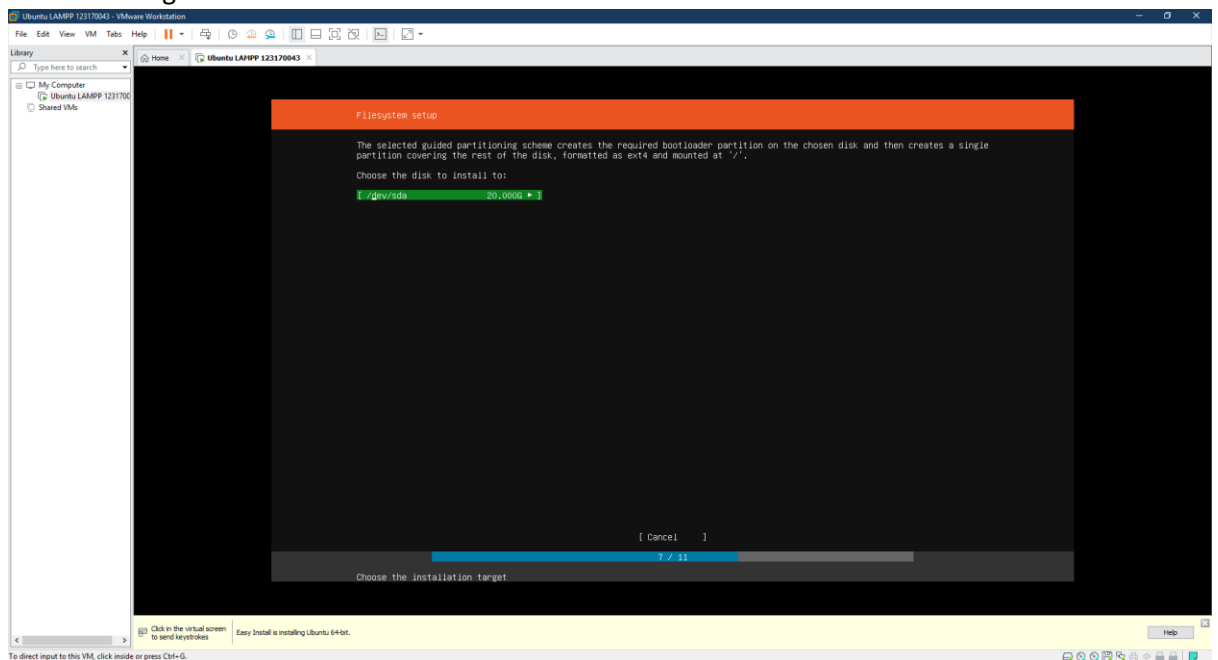 Ubuntu LAMPP 123170043 - VMware Workstation
File Edit View VM Tabs Help
Library
Home
Ubuntu LAMPP 123170043
Type here to search
My Computer
Ubuntu LAMPP 1231700
Shared VMs
Filesystem setup
The selected guided partitioning scheme creates the required bootloader partition on the chosen disk and then creates a single
partition covering the rest of the disk, formatted as ext4 and mounted at '/'.
Choose the disk to install to:
[ /dev/sda 20.000G ▸ ]
[ Cancel ]
7 / 11
Choose the installation target
Click in the virtual screen
to send keystrokes
Easy Install is installing Ubuntu 64-bit.
Help
To direct input to this VM, click inside or press Ctrl+G.